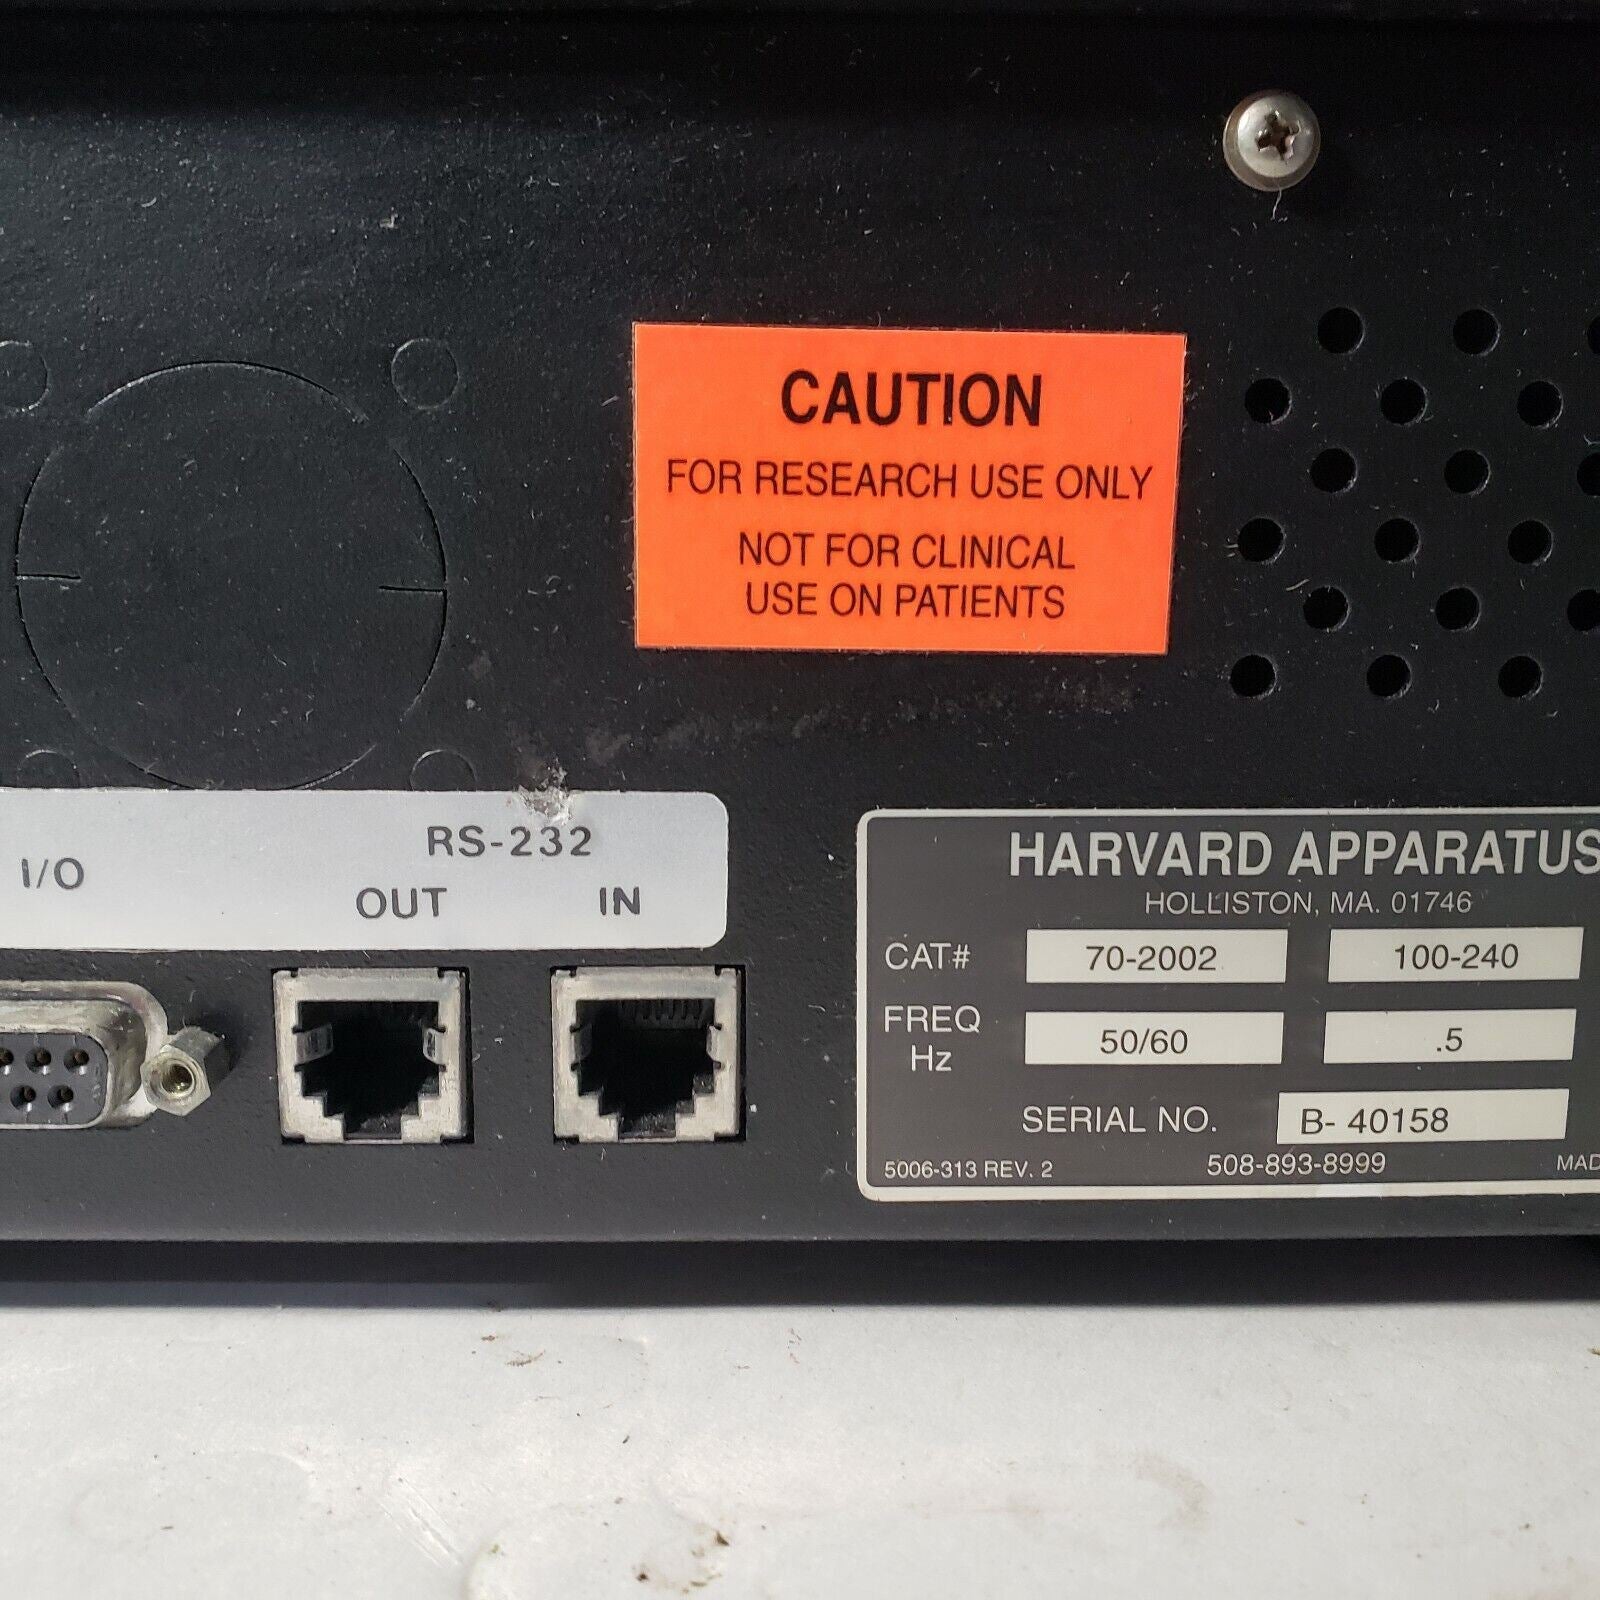 CAUTION
FOR RESEARCH USE ONLY
NOT FOR CLINICAL
USE ON PATIENTS
RS-232
I/O
OUT IN
HARVARD APPARATUS
HOLLISTON, MA. 01746
CAT# 70-2002 100-240
FREQ
Hz 50/60 .5
SERIAL NO. B- 40158
5006-313 REV. 2 508-893-8999